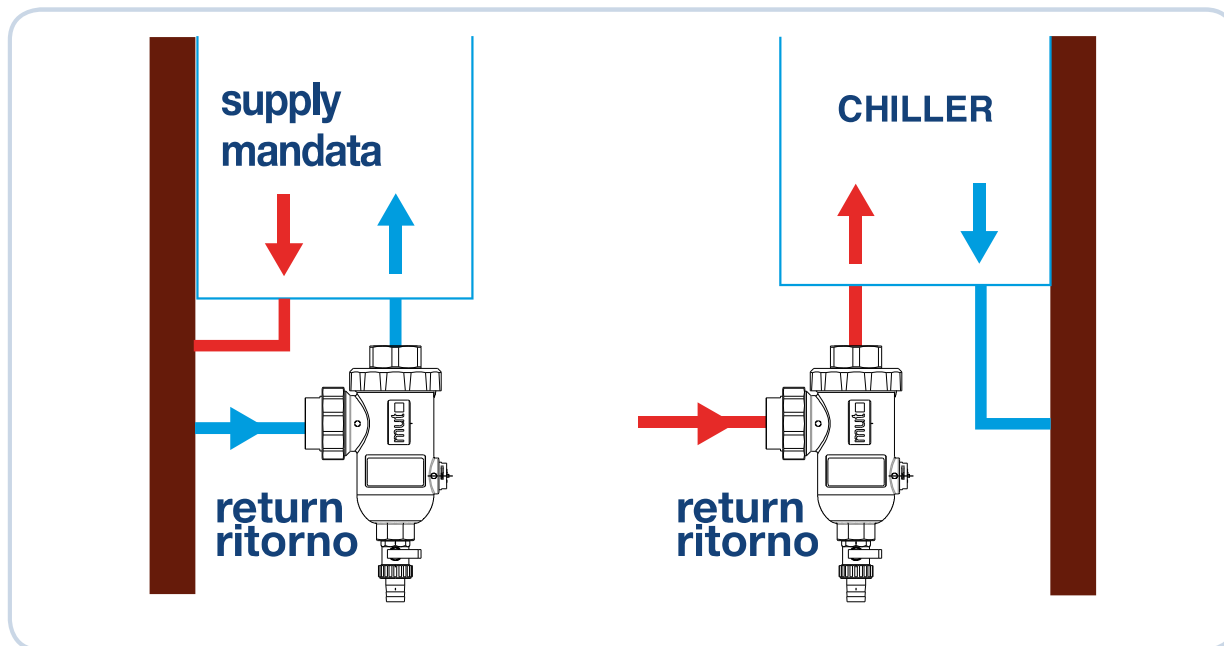 supply
mandata
CHILLER
mut
mut
return
ritorno
return
ritorno